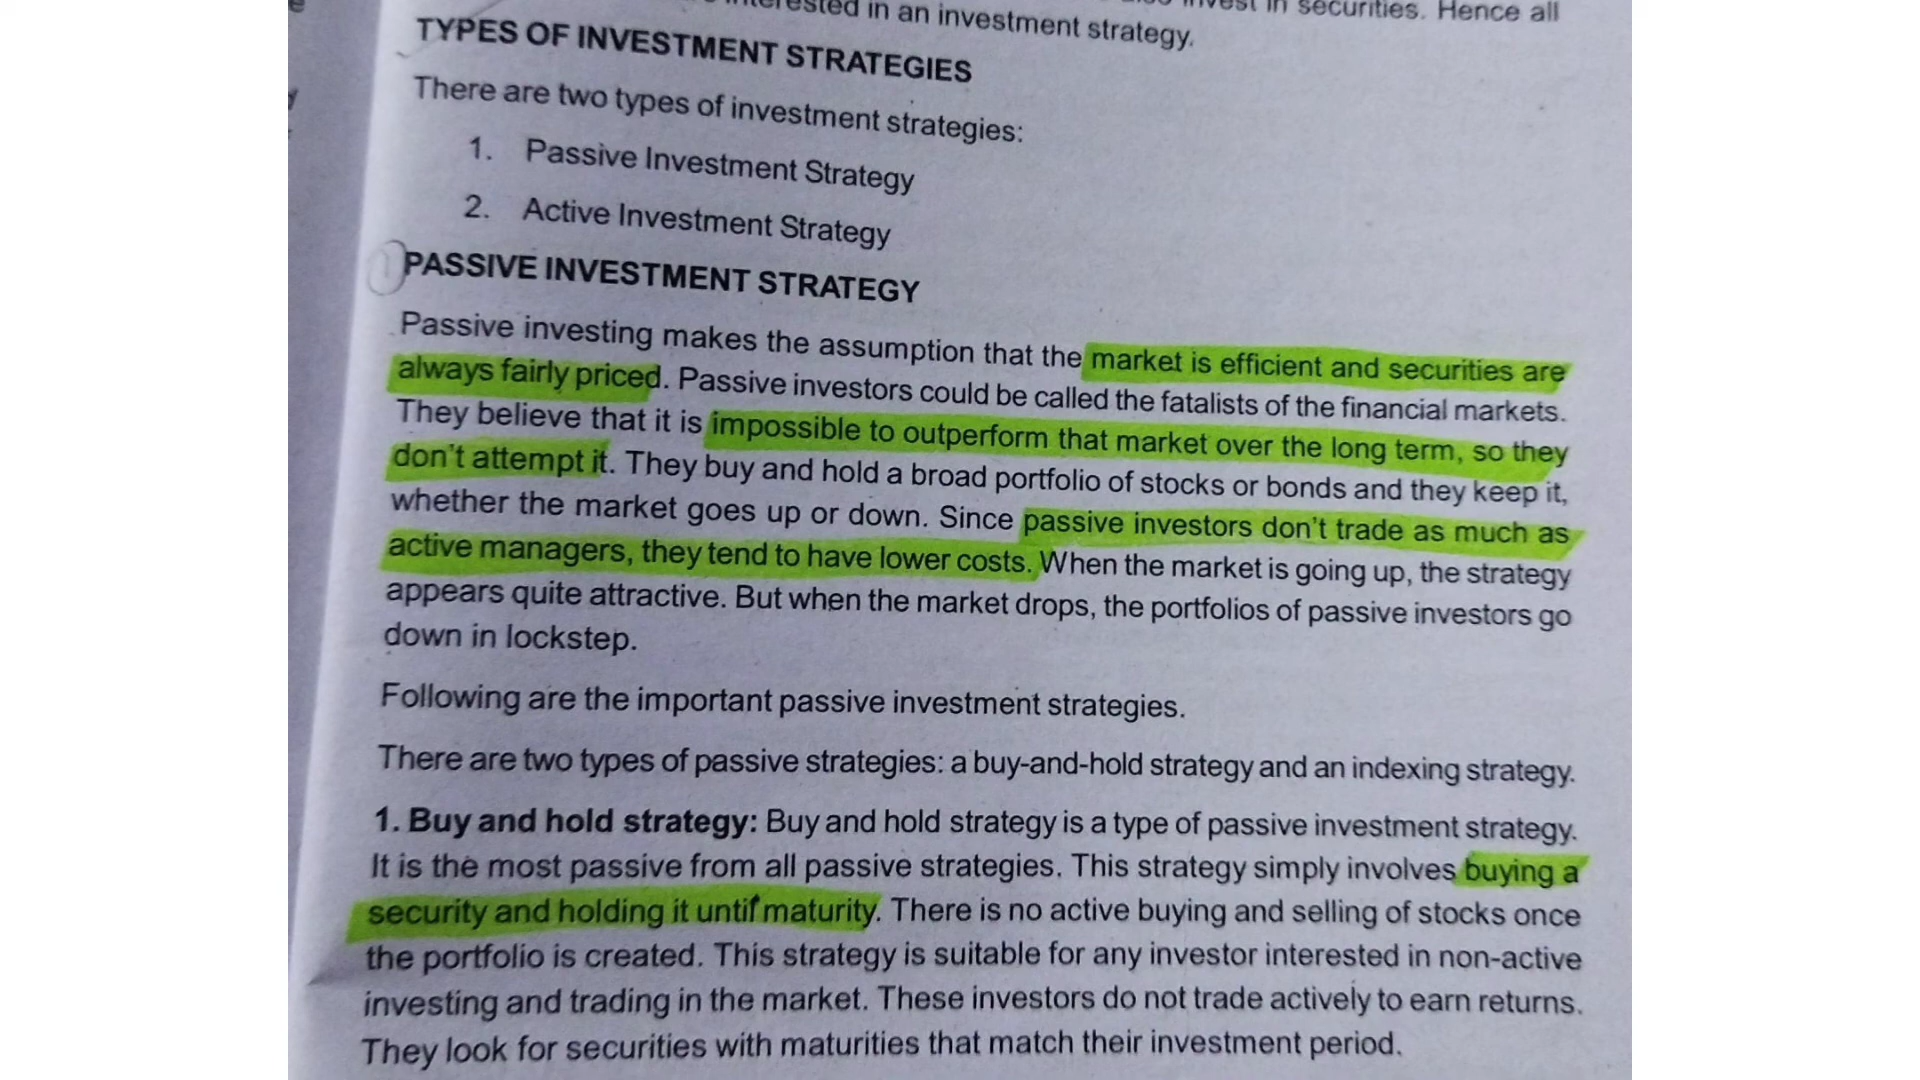 interested in an investment strategy.
invest in securities. Hence all
TYPES OF INVESTMENT STRATEGIES
There are two types of investment strategies:
1. Passive Investment Strategy
2. Active Investment Strategy
PASSIVE INVESTMENT STRATEGY
Passive investing makes the assumption that the market is efficient and securities are
always fairly priced. Passive investors could be called the fatalists of the financial markets.
They believe that it is impossible to outperform that market over the long term, so they
don't attempt it. They buy and hold a broad portfolio of stocks or bonds and they keep it,
whether the market goes up or down. Since passive investors don't trade as much as
active managers, they tend to have lower costs. When the market is going up, the strategy
appears quite attractive. But when the market drops, the portfolios of passive investors go
down in lockstep.
Following are the important passive investment strategies.
There are two types of passive strategies: a buy-and-hold strategy and an indexing strategy.
1. Buy and hold strategy: Buy and hold strategy is a type of passive investment strategy.
It is the most passive from all passive strategies. This strategy simply involves buying a
security and holding it until maturity. There is no active buying and selling of stocks once
the portfolio is created. This strategy is suitable for any investor interested in non-active
investing and trading in the market. These investors do not trade actively to earn returns.
They look for securities with maturities that match their investment period.